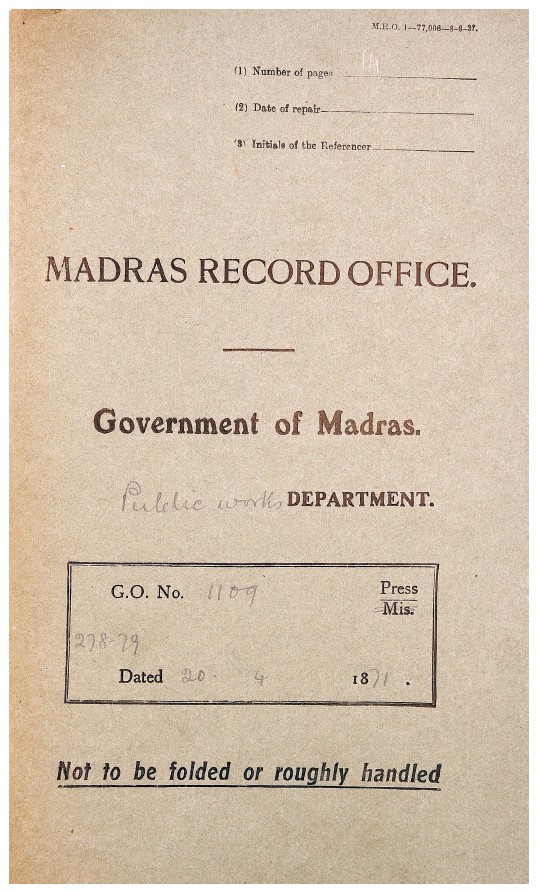 M.R.O. 1—77,006—8-6-37.
(1) Number of pages
(2) Date of repair
(3) Initials of the Referencer
MADRAS RECORD OFFICE.
Government of Madras.
Public works DEPARTMENT.
G.O. No. 1109 Press
Mis.
278-79
Dated 20- 4 1871.
Not to be folded or roughly handled